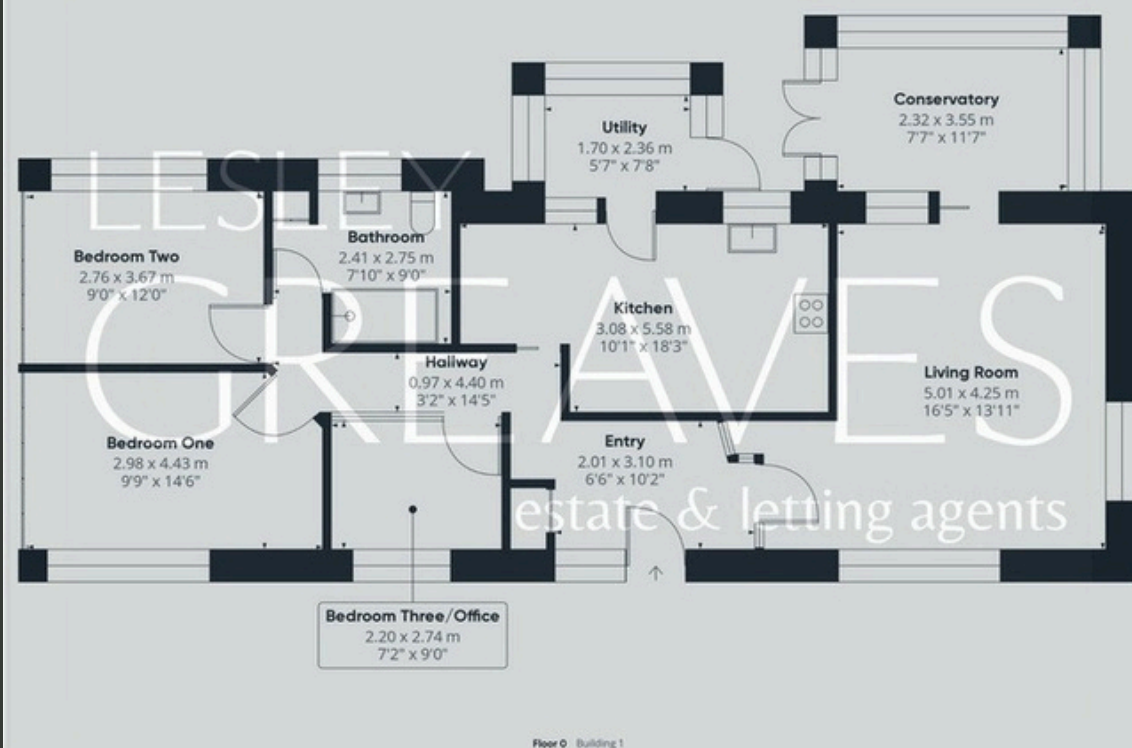 Conservatory
2.32 x 3.55 m
7'7" x 11'7"
Utility
1.70 x 2.36 m
5'7" x 7'8"
LESLEY
Bathroom
2.41 x 2.75 m
7'10" x 9'0"
Bedroom Two
2.76 x 3.67 m
9'0" x 12'0"
GREAVES
Kitchen
3.08 x 5.58 m
10'1" x 18'3"
Hallway
0.97 x 4.40 m
3'2" x 14'5"
Living Room
5.01 x 4.25 m
16'5" x 13'11"
Bedroom One
2.98 x 4.43 m
9'9" x 14'6"
Entry
2.01 x 3.10 m
6'6" x 10'2"
estate & letting agents
Bedroom Three/Office
2.20 x 2.74 m
7'2" x 9'0"
Floor 0 Building 1